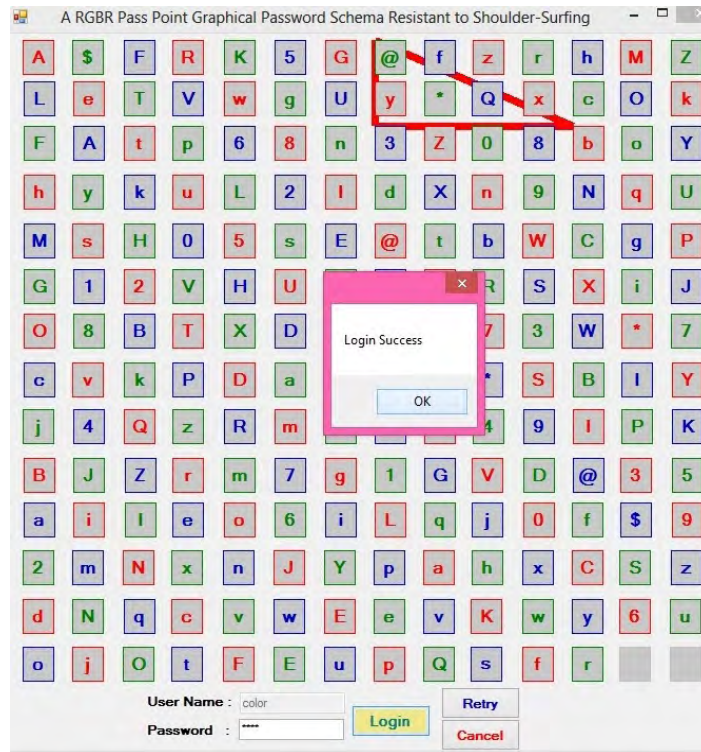 A RGBR Pass Point Graphical Password Schema Resistant to Shoulder-Surfing
A $ F R K 5 G @ f z r h M Z
L e T V w g U y * Q x c O k
F A t p 6 8 n 3 Z 0 8 b o Y
h y k u L 2 I d X n 9 N q U
M s H 0 5 s E @ t b W C g P
G 1 2 V H U R S X i J
O 8 B T X D 7 3 W * 7
c v k P D a * S B I Y
j 4 Q z R m 4 9 l P K
B J Z r m 7 g 1 G V D @ 3 5
a i l e o 6 i L q j 0 f $ 9
2 m N x n J Y p a h x C S z
d N q c v w E e v K w y 6 u
o j O t F E u p Q s f r
Login Success
OK
User Name : color
Retry
Password : ****
Login
Cancel